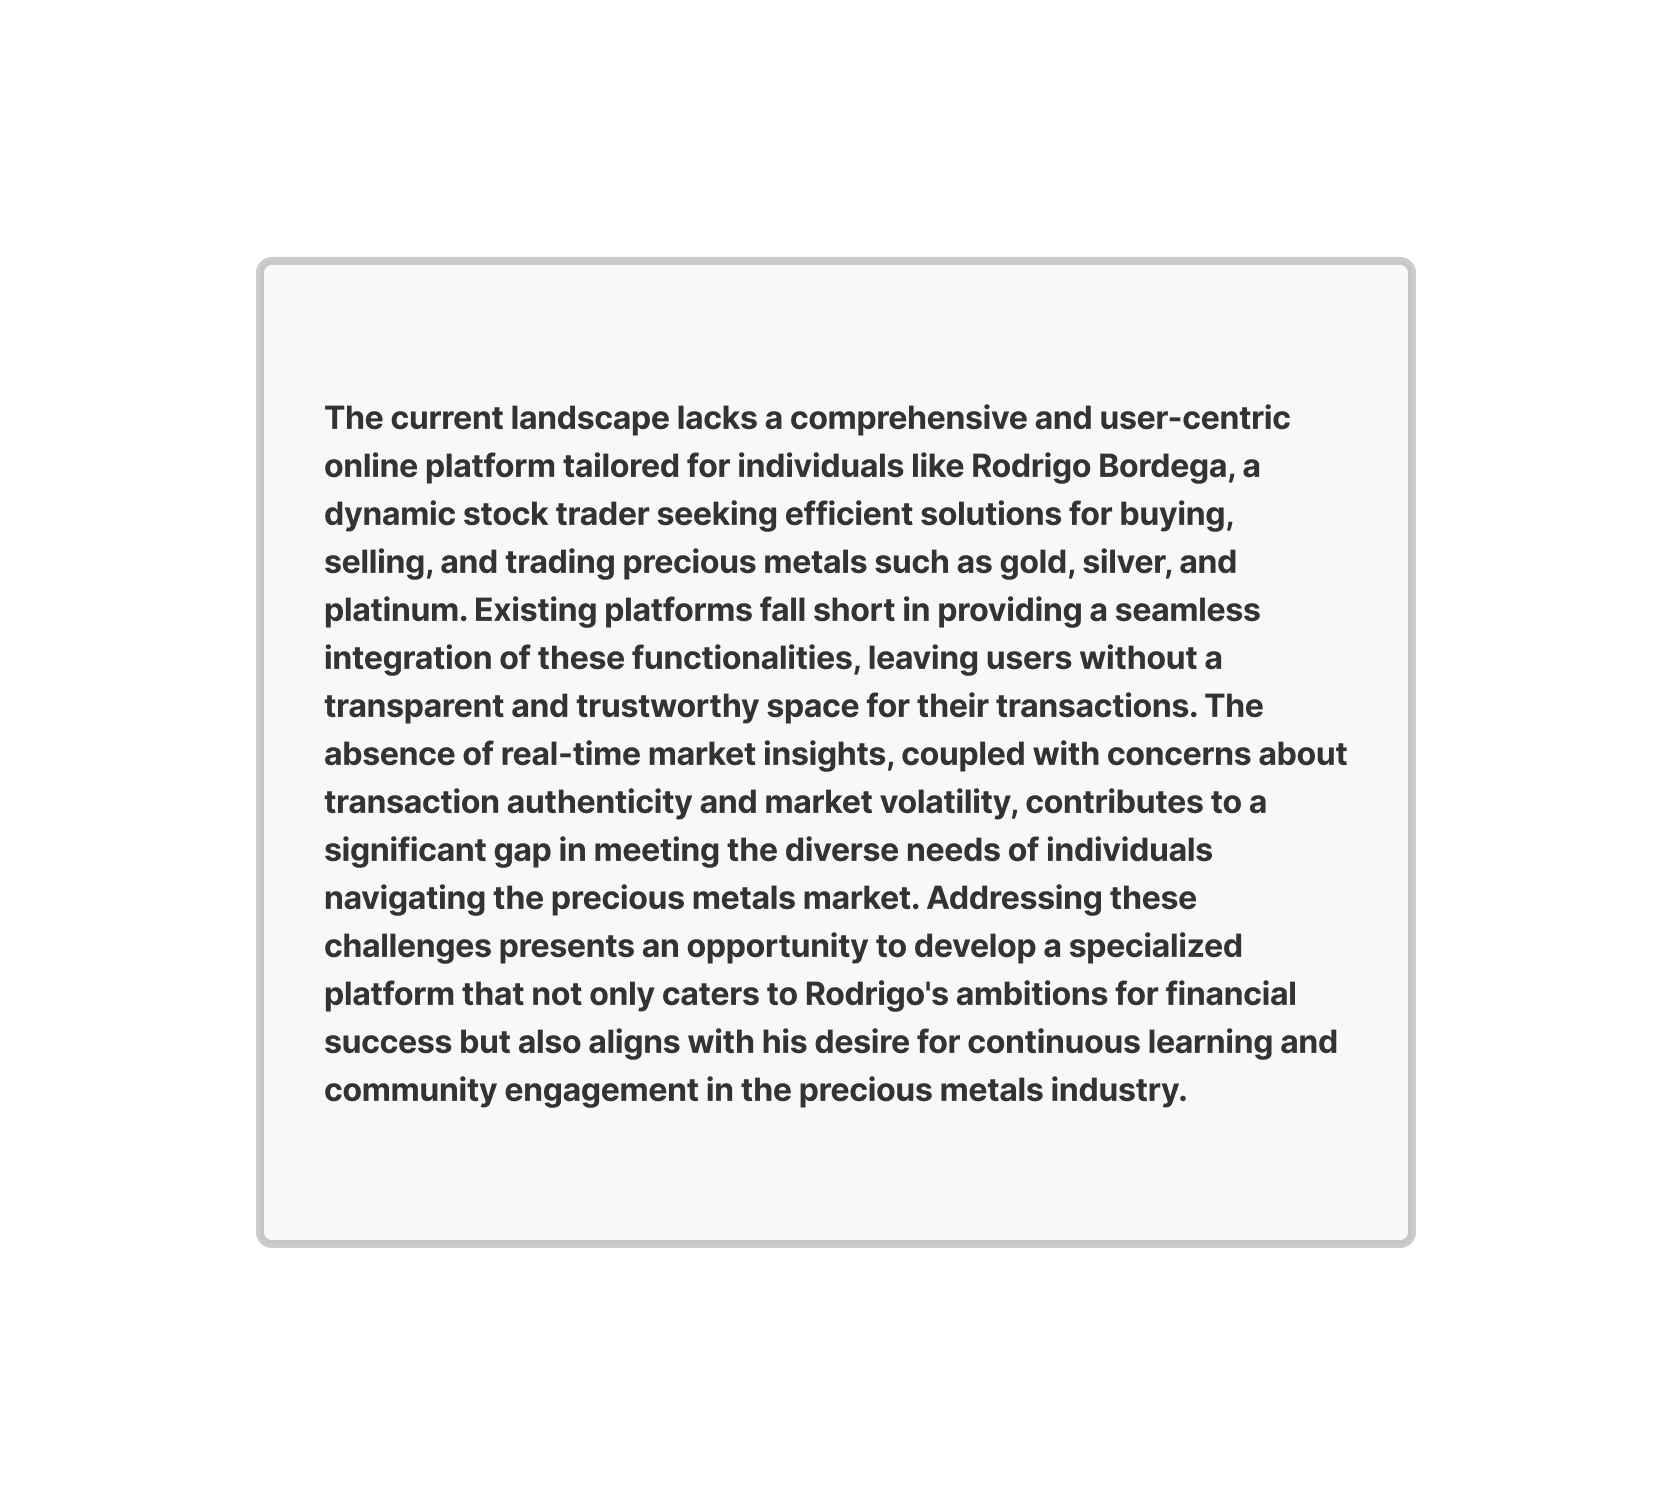 The current landscape lacks a comprehensive and user-centric
online platform tailored for individuals like Rodrigo Bordega, a
dynamic stock trader seeking efficient solutions for buying,
selling, and trading precious metals such as gold, silver, and
platinum. Existing platforms fall short in providing a seamless
integration of these functionalities, leaving users without a
transparent and trustworthy space for their transactions. The
absence of real-time market insights, coupled with concerns about
transaction authenticity and market volatility, contributes to a
significant gap in meeting the diverse needs of individuals
navigating the precious metals market. Addressing these
challenges presents an opportunity to develop a specialized
platform that not only caters to Rodrigo's ambitions for financial
success but also aligns with his desire for continuous learning and
community engagement in the precious metals industry.